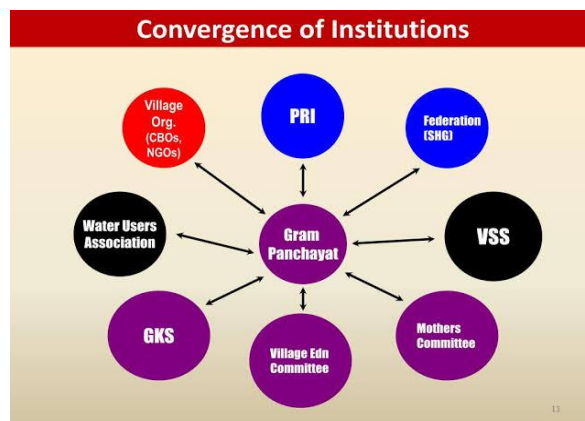 Convergence of Institutions
Village
Org.
(CBOs,
NGOs)
PRI
Federation
(SHG)
Water Users
Association
Gram
Panchayat
VSS
GKS
Village Edn
Committee
Mothers
Committee
13